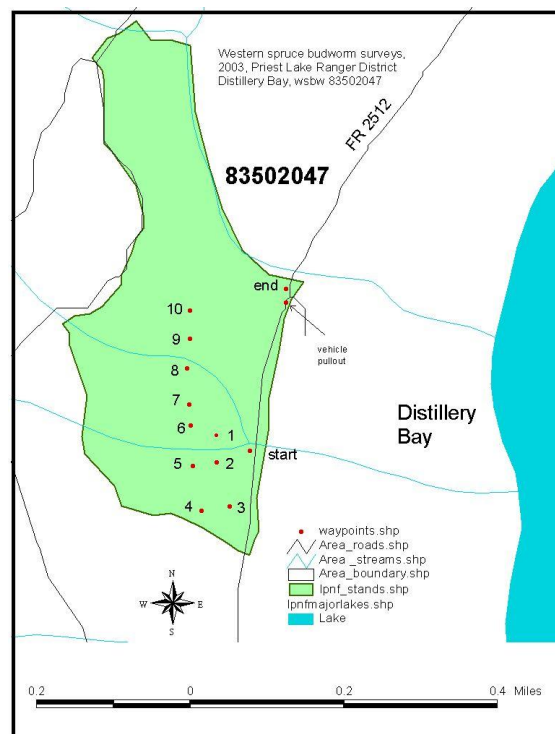 Western spruce budworm surveys,
2003, Priest Lake Ranger District
Distillery Bay, wsbw 83502047
FR 2512
83502047
end
10
vehicle
pullout
9
8
7
Distillery
Bay
6
1
start
5
2
4
3
waypoints.shp
Area_roads.shp
Area _streams.shp
Area_boundary.shp
Ipnf_stands.shp
Ipnfmajorlakes.shp
Lake
N
W
E
S
0.2 0 0.2 0.4 Miles